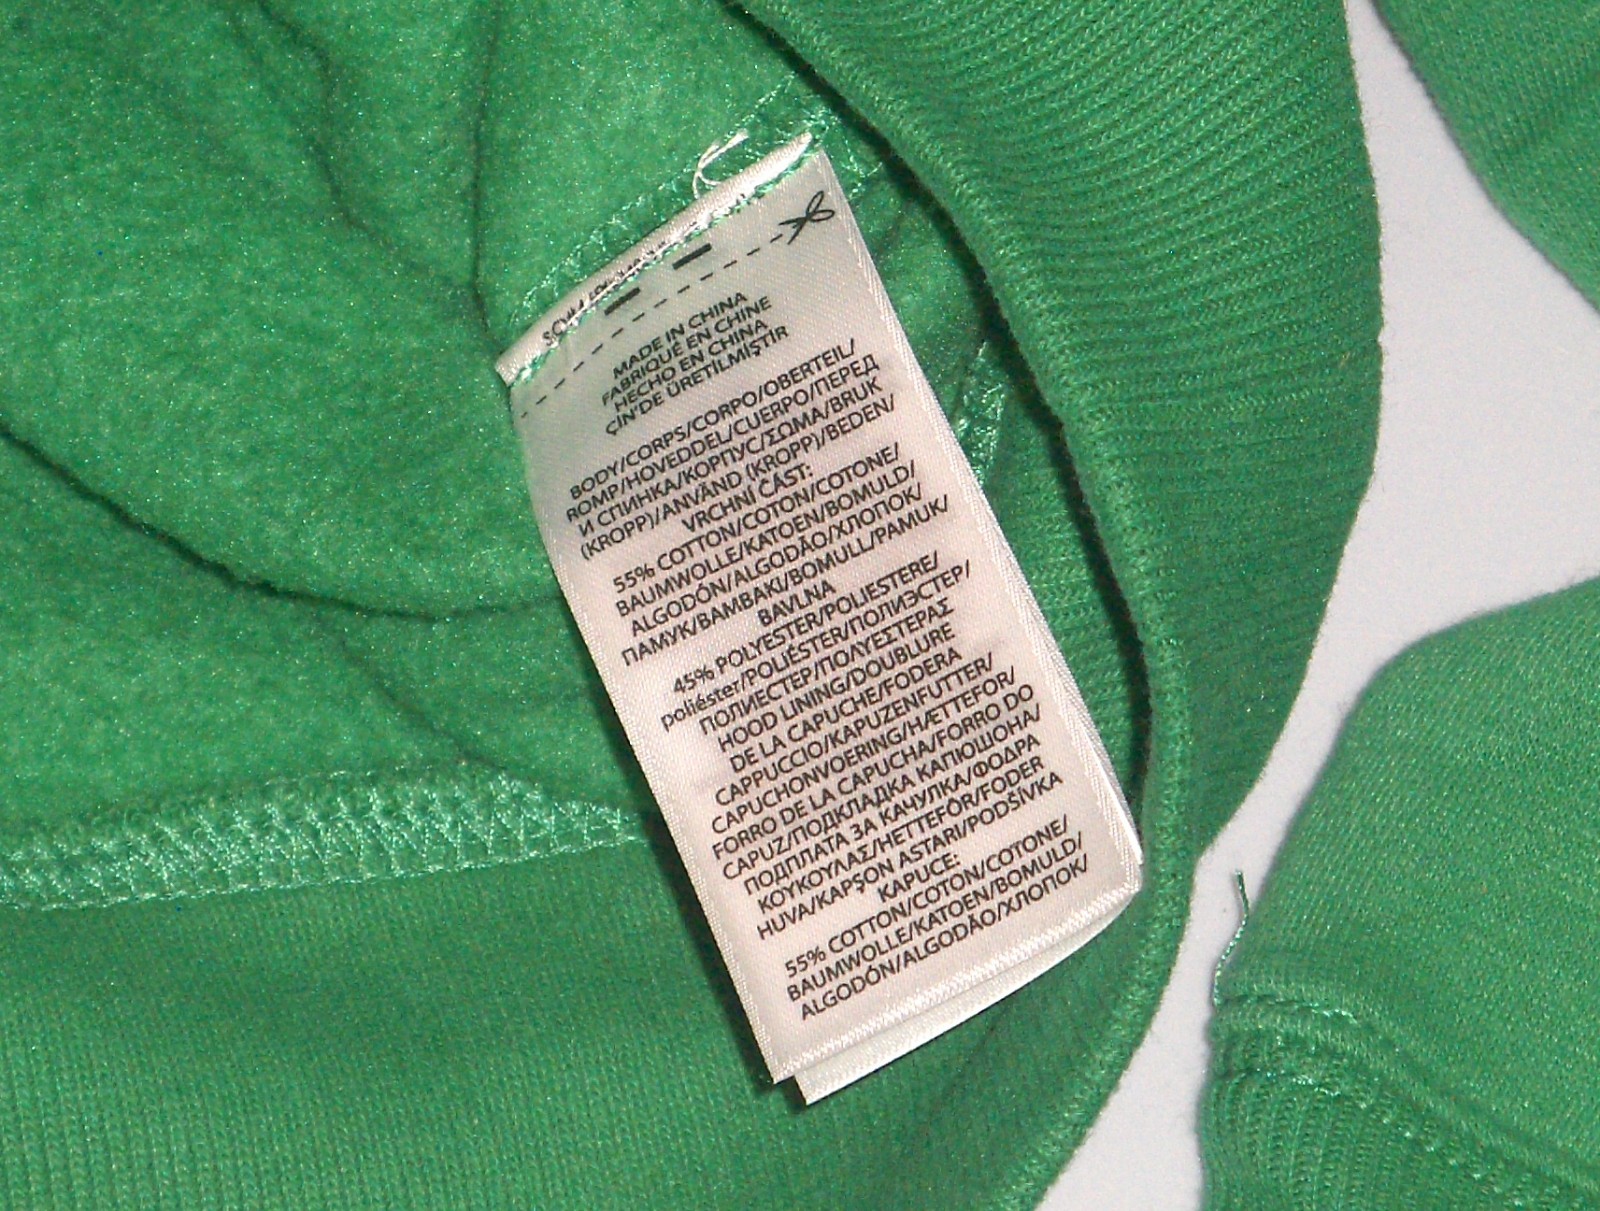 MADE IN CHINA
FABRIQUÉ EN CHINE
HECHO EN CHINA
ÇİN'DE ÜRETİLMİŞTİR
BODY/CORPS/CORPO/OBERTEIL/
ROMP/HOVEDDEL/CUERPO/ПЕРЕД
И СПИНКА/КОРПУС/ΣΩΜΑ/BRUK
(KROPP)/ANVÄND (KROPP)/BEDEN/
VRCHNÍ ČÁST:
55% COTTON/COTON/COTONE/
BAUMWOLLE/KATOEN/BOMULD/
ALGODÓN/ALGODÃO/ХЛОПОК/
ПАМУК/ΒΑΜΒΑΚΙ/BOMULL/PAMUK/
BAVLNA
45% POLYESTER/POLIESTERE/
poliéster/POLIÉSTER/ПОЛИЭСТЕР/
ПОЛИЕСТЕР/ΠΟΛΥΕΣΤΕΡΑΣ
HOOD LINING/DOUBLURE
DE LA CAPUCHE/FODERA
CAPPUCCIO/KAPUZENFUTTER/
CAPUCHONVOERING/HÆTTEFOR/
FORRO DE LA CAPUCHA/FORRO DO
CAPUZ/ПОДКЛАДКА КАПЮШОНА/
ПОДПЛАТА ЗА КАЧУЛКА/ΦΟΔΡΑ
ΚΟΥΚΟΥΛΑΣ/HETTEFÔR/FODER
HUVA/KAPŞON ASTARI/PODŠÍVKA
KAPUCE:
55% COTTON/COTON/COTONE/
BAUMWOLLE/KATOEN/BOMULD/
ALGODÓN/ALGODÃO/ХЛОПОК/